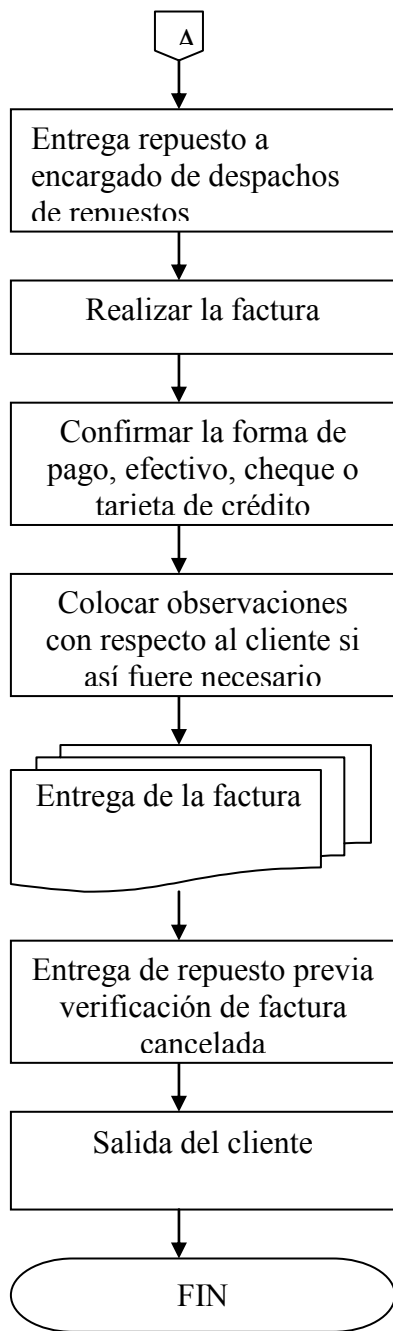 A
Entrega repuesto a
encargado de despachos
de repuestos
Realizar la factura
Confirmar la forma de
pago, efectivo, cheque o
tarjeta de crédito
Colocar observaciones
con respecto al cliente si
así fuere necesario
Entrega de la factura
Entrega de repuesto previa
verificación de factura
cancelada
Salida del cliente
FIN